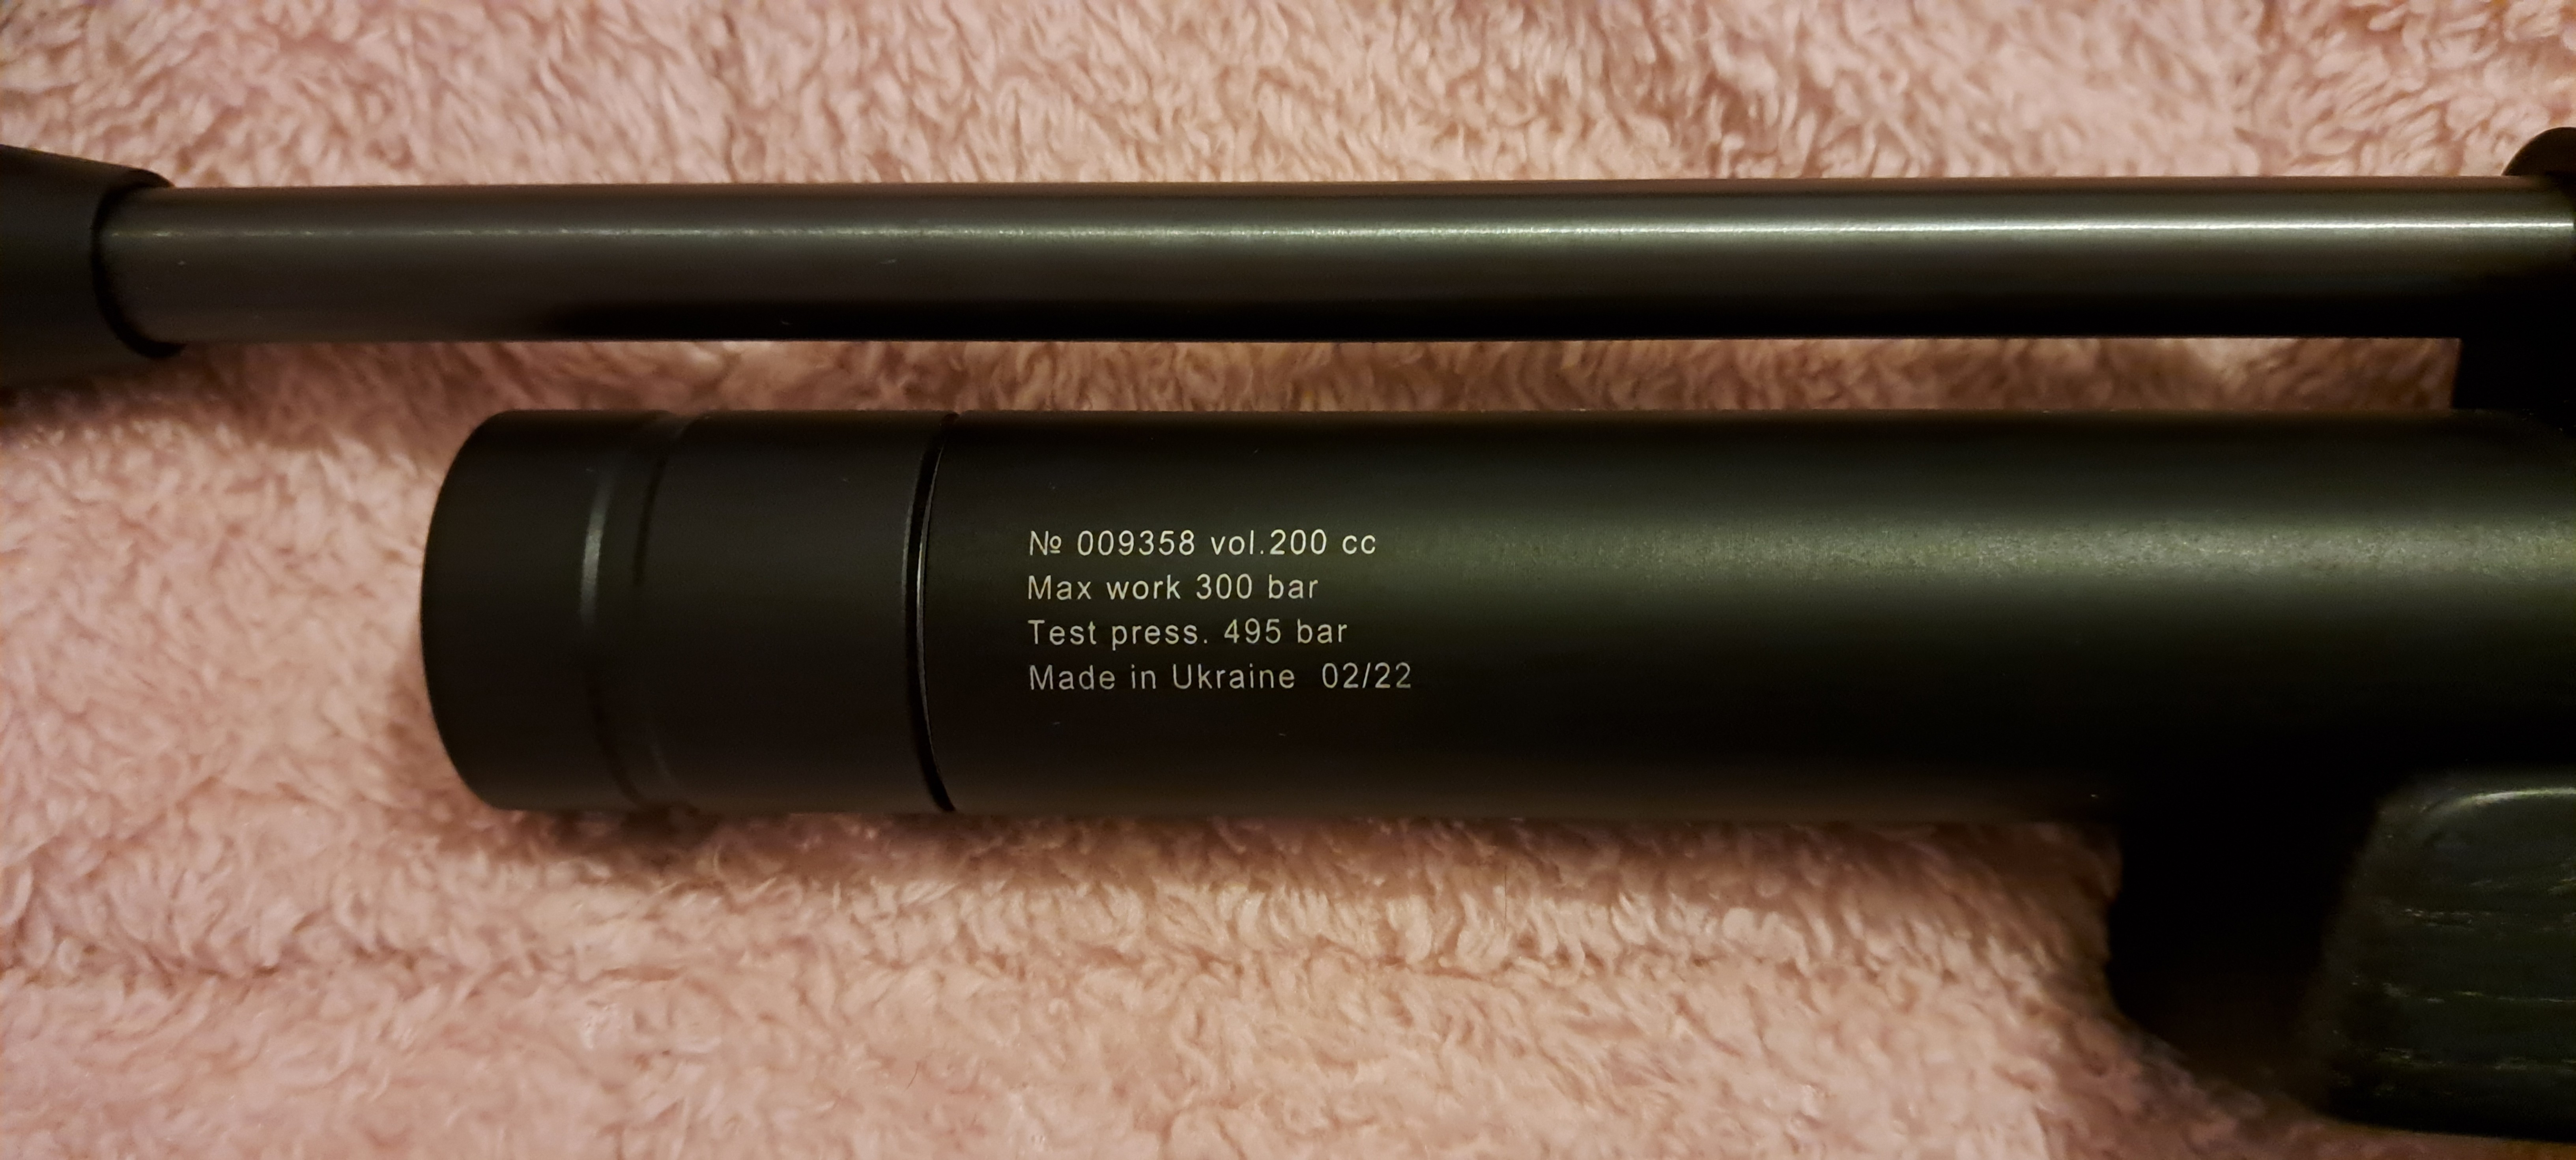 № 009358 vol.200 cc
Max work 300 bar
Test press. 495 bar
Made in Ukraine 02/22